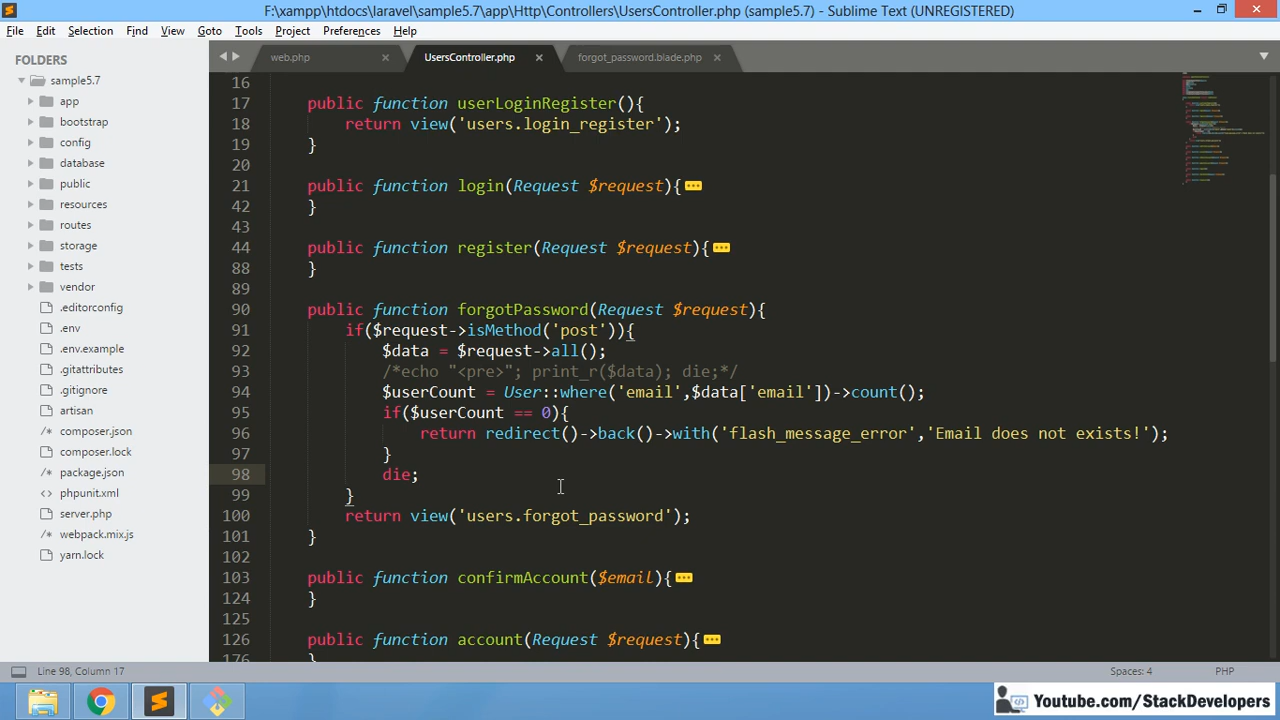 F:\xampp\htdocs\laravel\sample5.7\app\Http\Controllers\UsersController.php (sample5.7) - Sublime Text (UNREGISTERED)
File Edit Selection Find View Goto Tools Project Preferences Help
FOLDERS
sample5.7
app
bootstrap
config
database
public
resources
routes
storage
tests
vendor
.editorconfig
.env
.env.example
.gitattributes
.gitignore
artisan
composer.json
composer.lock
package.json
phpunit.xml
server.php
webpack.mix.js
yarn.lock
web.php UsersController.php forgot_password.blade.php
16
17 public function userLoginRegister(){
18 return view('users.login_register');
19 }
20
21 public function login(Request $request){
42 }
43
44 public function register(Request $request){
88 }
89
90 public function forgotPassword(Request $request){
91 if($request->isMethod('post')){
92 $data = $request->all();
93 /*echo "<pre>"; print_r($data); die;*/
94 $userCount = User::where('email',$data['email'])->count();
95 if($userCount == 0){
96 return redirect()->back()->with('flash_message_error','Email does not exists!');
97 }
98 die;
99 }
100 return view('users.forgot_password');
101 }
102
103 public function confirmAccount($email){
124 }
125
126 public function account(Request $request){
176 }
Line 98, Column 17 Spaces: 4 PHP
Youtube.com/StackDevelopers